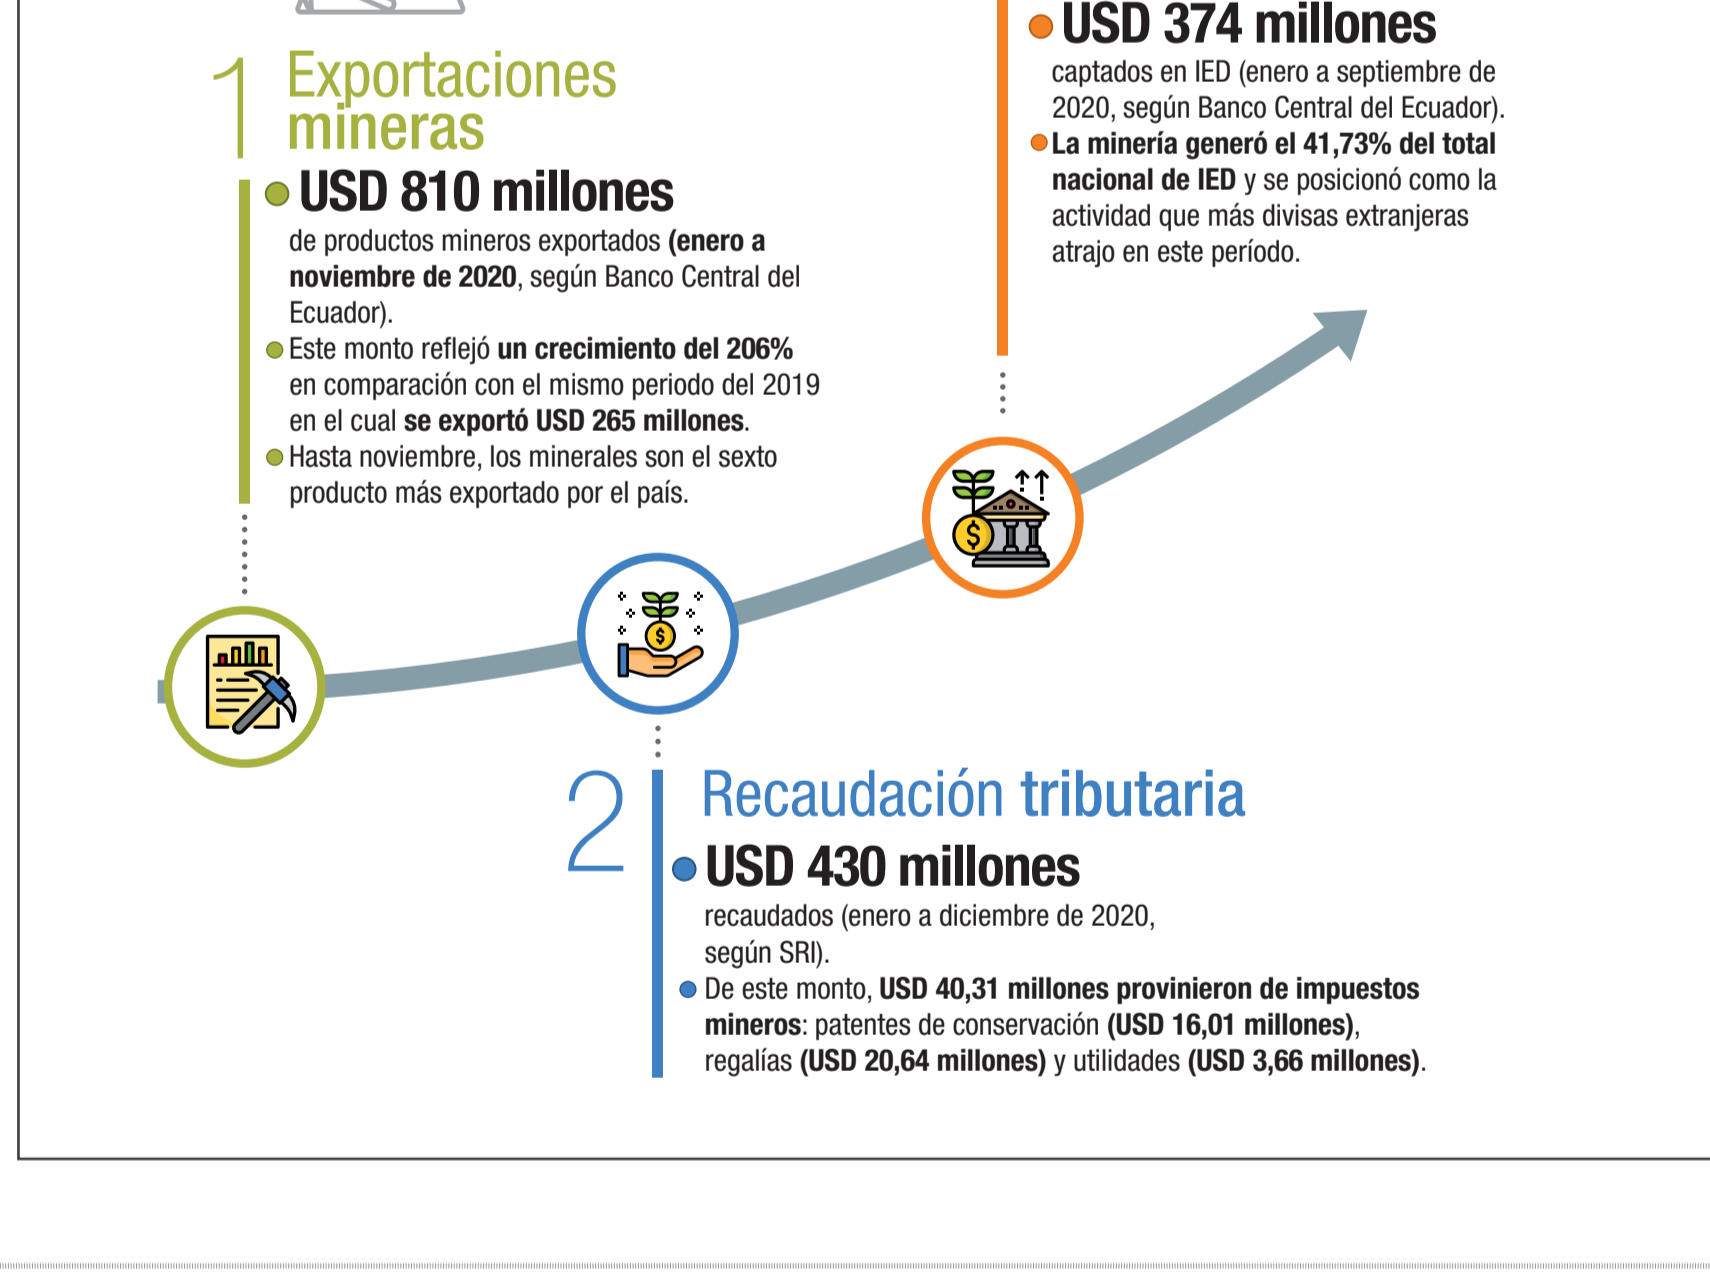 1
Exportaciones
mineras
USD 810 millones
de productos mineros exportados (enero a
noviembre de 2020, según Banco Central del
Ecuador).
Este monto reflejó un crecimiento del 206%
en comparación con el mismo periodo del 2019
en el cual se exportó USD 265 millones.
Hasta noviembre, los minerales son el sexto
producto más exportado por el país.
USD 374 millones
captados en IED (enero a septiembre de
2020, según Banco Central del Ecuador).
La minería generó el 41,73% del total
nacional de IED y se posicionó como la
actividad que más divisas extranjeras
atrajo en este período.
$
$
2
Recaudación tributaria
USD 430 millones
recaudados (enero a diciembre de 2020,
según SRI).
De este monto, USD 40,31 millones provinieron de impuestos
mineros: patentes de conservación (USD 16,01 millones),
regalías (USD 20,64 millones) y utilidades (USD 3,66 millones).